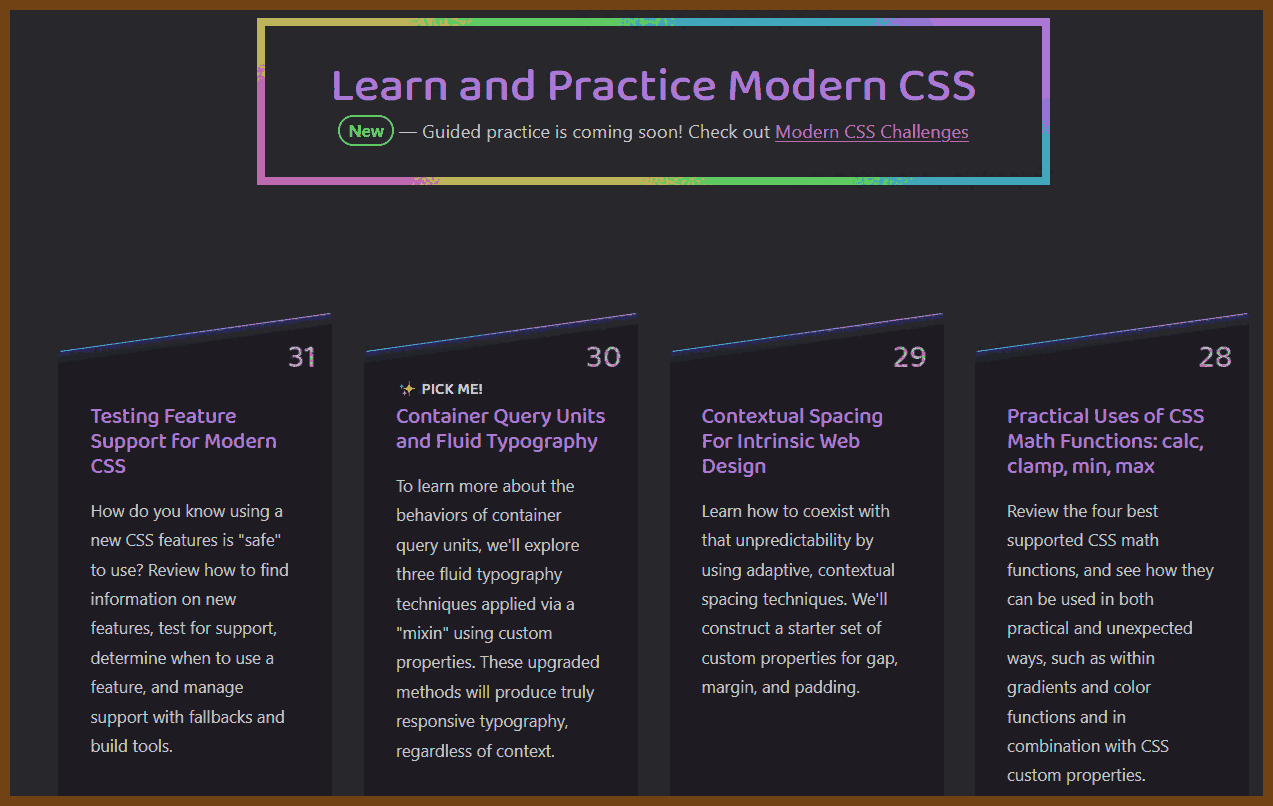 Learn and Practice Modern CSS
New — Guided practice is coming soon! Check out Modern CSS Challenges
31
Testing Feature
Support for Modern
CSS
How do you know using a
new CSS features is "safe"
to use? Review how to find
information on new
features, test for support,
determine when to use a
feature, and manage
support with fallbacks and
build tools.
30
✨ PICK ME!
Container Query Units
and Fluid Typography
To learn more about the
behaviors of container
query units, we'll explore
three fluid typography
techniques applied via a
"mixin" using custom
properties. These upgraded
methods will produce truly
responsive typography,
regardless of context.
29
Contextual Spacing
For Intrinsic Web
Design
Learn how to coexist with
that unpredictability by
using adaptive, contextual
spacing techniques. We'll
construct a starter set of
custom properties for gap,
margin, and padding.
28
Practical Uses of CSS
Math Functions: calc,
clamp, min, max
Review the four best
supported CSS math
functions, and see how they
can be used in both
practical and unexpected
ways, such as within
gradients and color
functions and in
combination with CSS
custom properties.